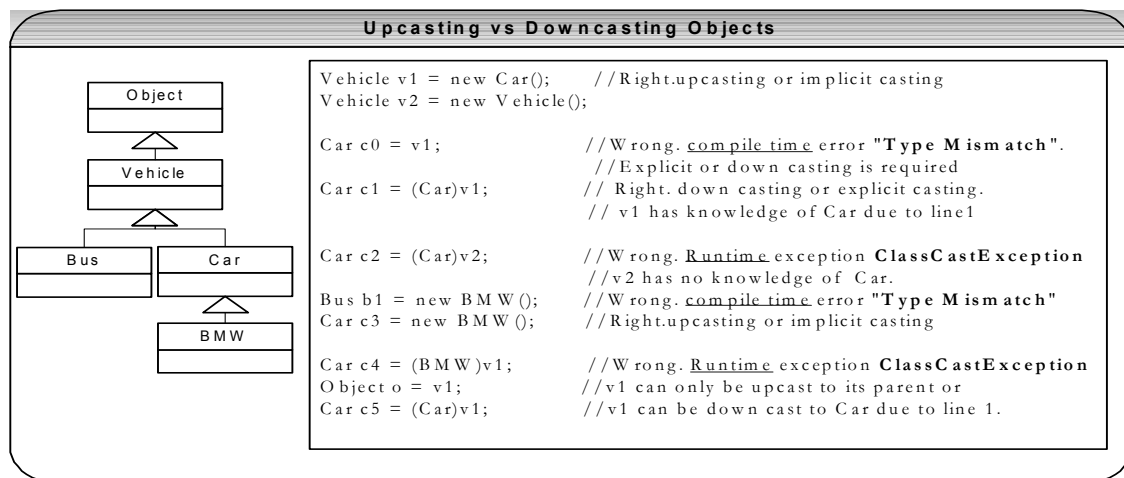 Upcasting vs Downcasting Objects
Object
Vehicle
Bus
Car
BMW
Vehicle v1 = new Car(); //Right.upcasting or implicit casting
Vehicle v2 = new Vehicle();
Car c0 = v1; //Wrong. compile time error "Type Mismatch".
//Explicit or down casting is required
Car c1 = (Car)v1; // Right. down casting or explicit casting.
// v1 has knowledge of Car due to line1
Car c2 = (Car)v2; //Wrong. Runtime exception ClassCastException
//v2 has no knowledge of Car.
Bus b1 = new BMW(); //Wrong. compile time error "Type Mismatch"
Car c3 = new BMW(); //Right.upcasting or implicit casting
Car c4 = (BMW)v1; //Wrong. Runtime exception ClassCastException
Object o = v1; //v1 can only be upcast to its parent or
Car c5 = (Car)v1; //v1 can be down cast to Car due to line 1.